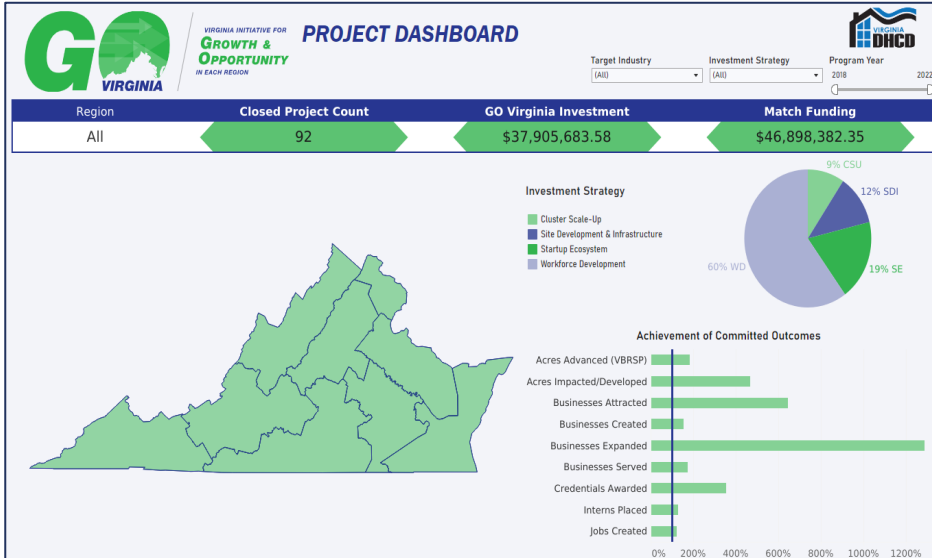 GO
VIRGINIA
VIRGINIA INITIATIVE FOR
GROWTH &
OPPORTUNITY
IN EACH REGION
PROJECT DASHBOARD
VIRGINIA
DHCD
Target Industry
(All)
Investment Strategy
(All)
Program Year
2018 2022
Region Closed Project Count GO Virginia Investment Match Funding
All 92 $37,905,683.58 $46,898,382.35
Investment Strategy
Cluster Scale-Up
Site Development & Infrastructure
Startup Ecosystem
Workforce Development
9% CSU
12% SDI
60% WD
19% SE
Achievement of Committed Outcomes
Acres Advanced (VBRSP)
Acres Impacted/Developed
Businesses Attracted
Businesses Created
Businesses Expanded
Businesses Served
Credentials Awarded
Interns Placed
Jobs Created
0% 200% 400% 600% 800% 1000% 1200%